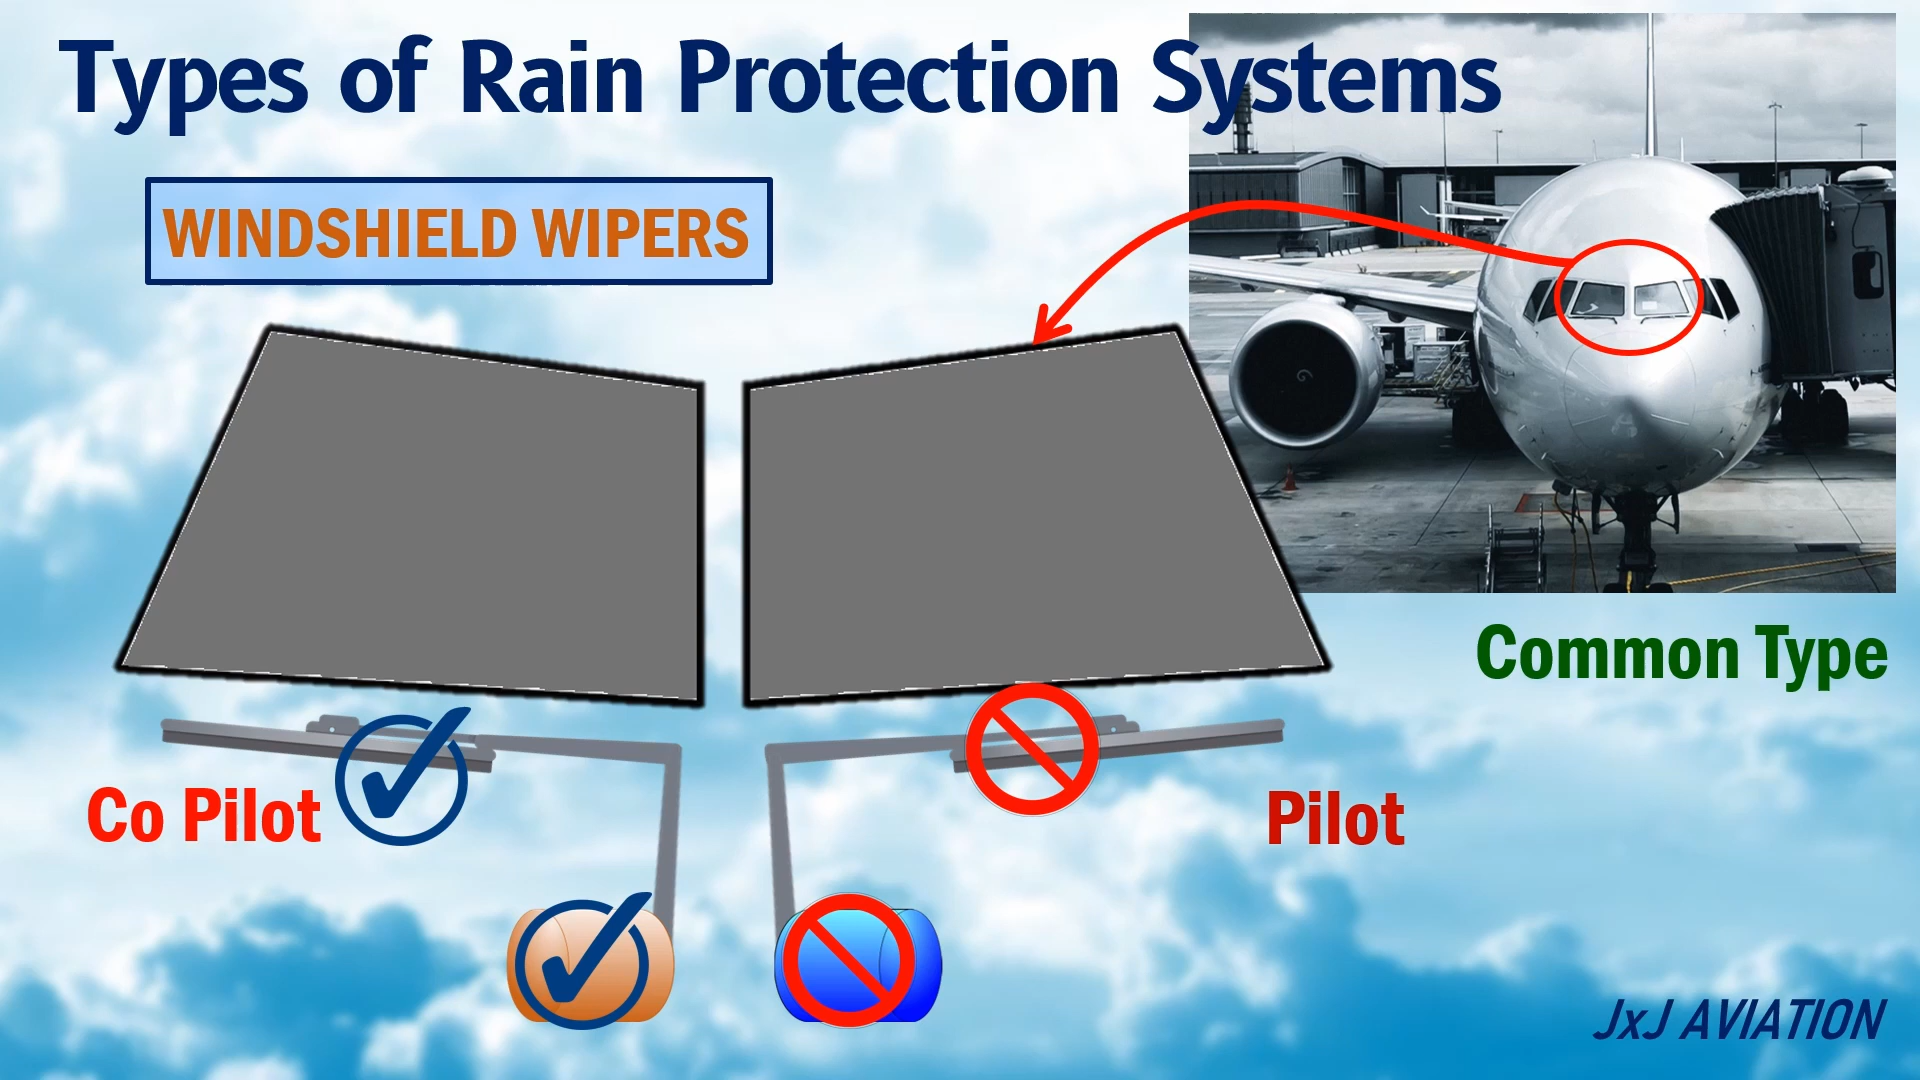 Types of Rain Protection Systems
WINDSHIELD WIPERS
Common Type
Co Pilot
Pilot
JxJ AVIATION